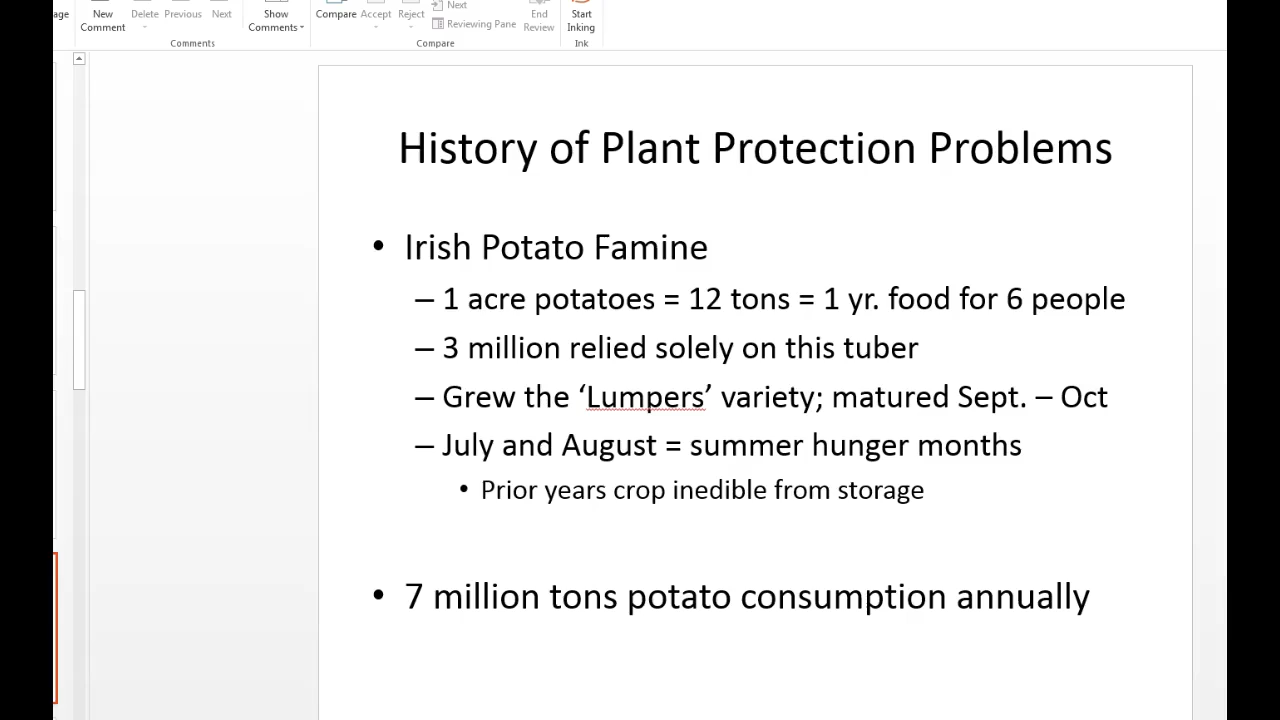 age
New
Comment
Delete
Previous
Next
Show
Comments
Compare
Accept
Reject
Next
Reviewing Pane
End
Review
Start
Inking
Comments
Compare
Ink
History of Plant Protection Problems
• Irish Potato Famine
– 1 acre potatoes = 12 tons = 1 yr. food for 6 people
– 3 million relied solely on this tuber
– Grew the ‘Lumpers’ variety; matured Sept. – Oct
– July and August = summer hunger months
• Prior years crop inedible from storage
• 7 million tons potato consumption annually